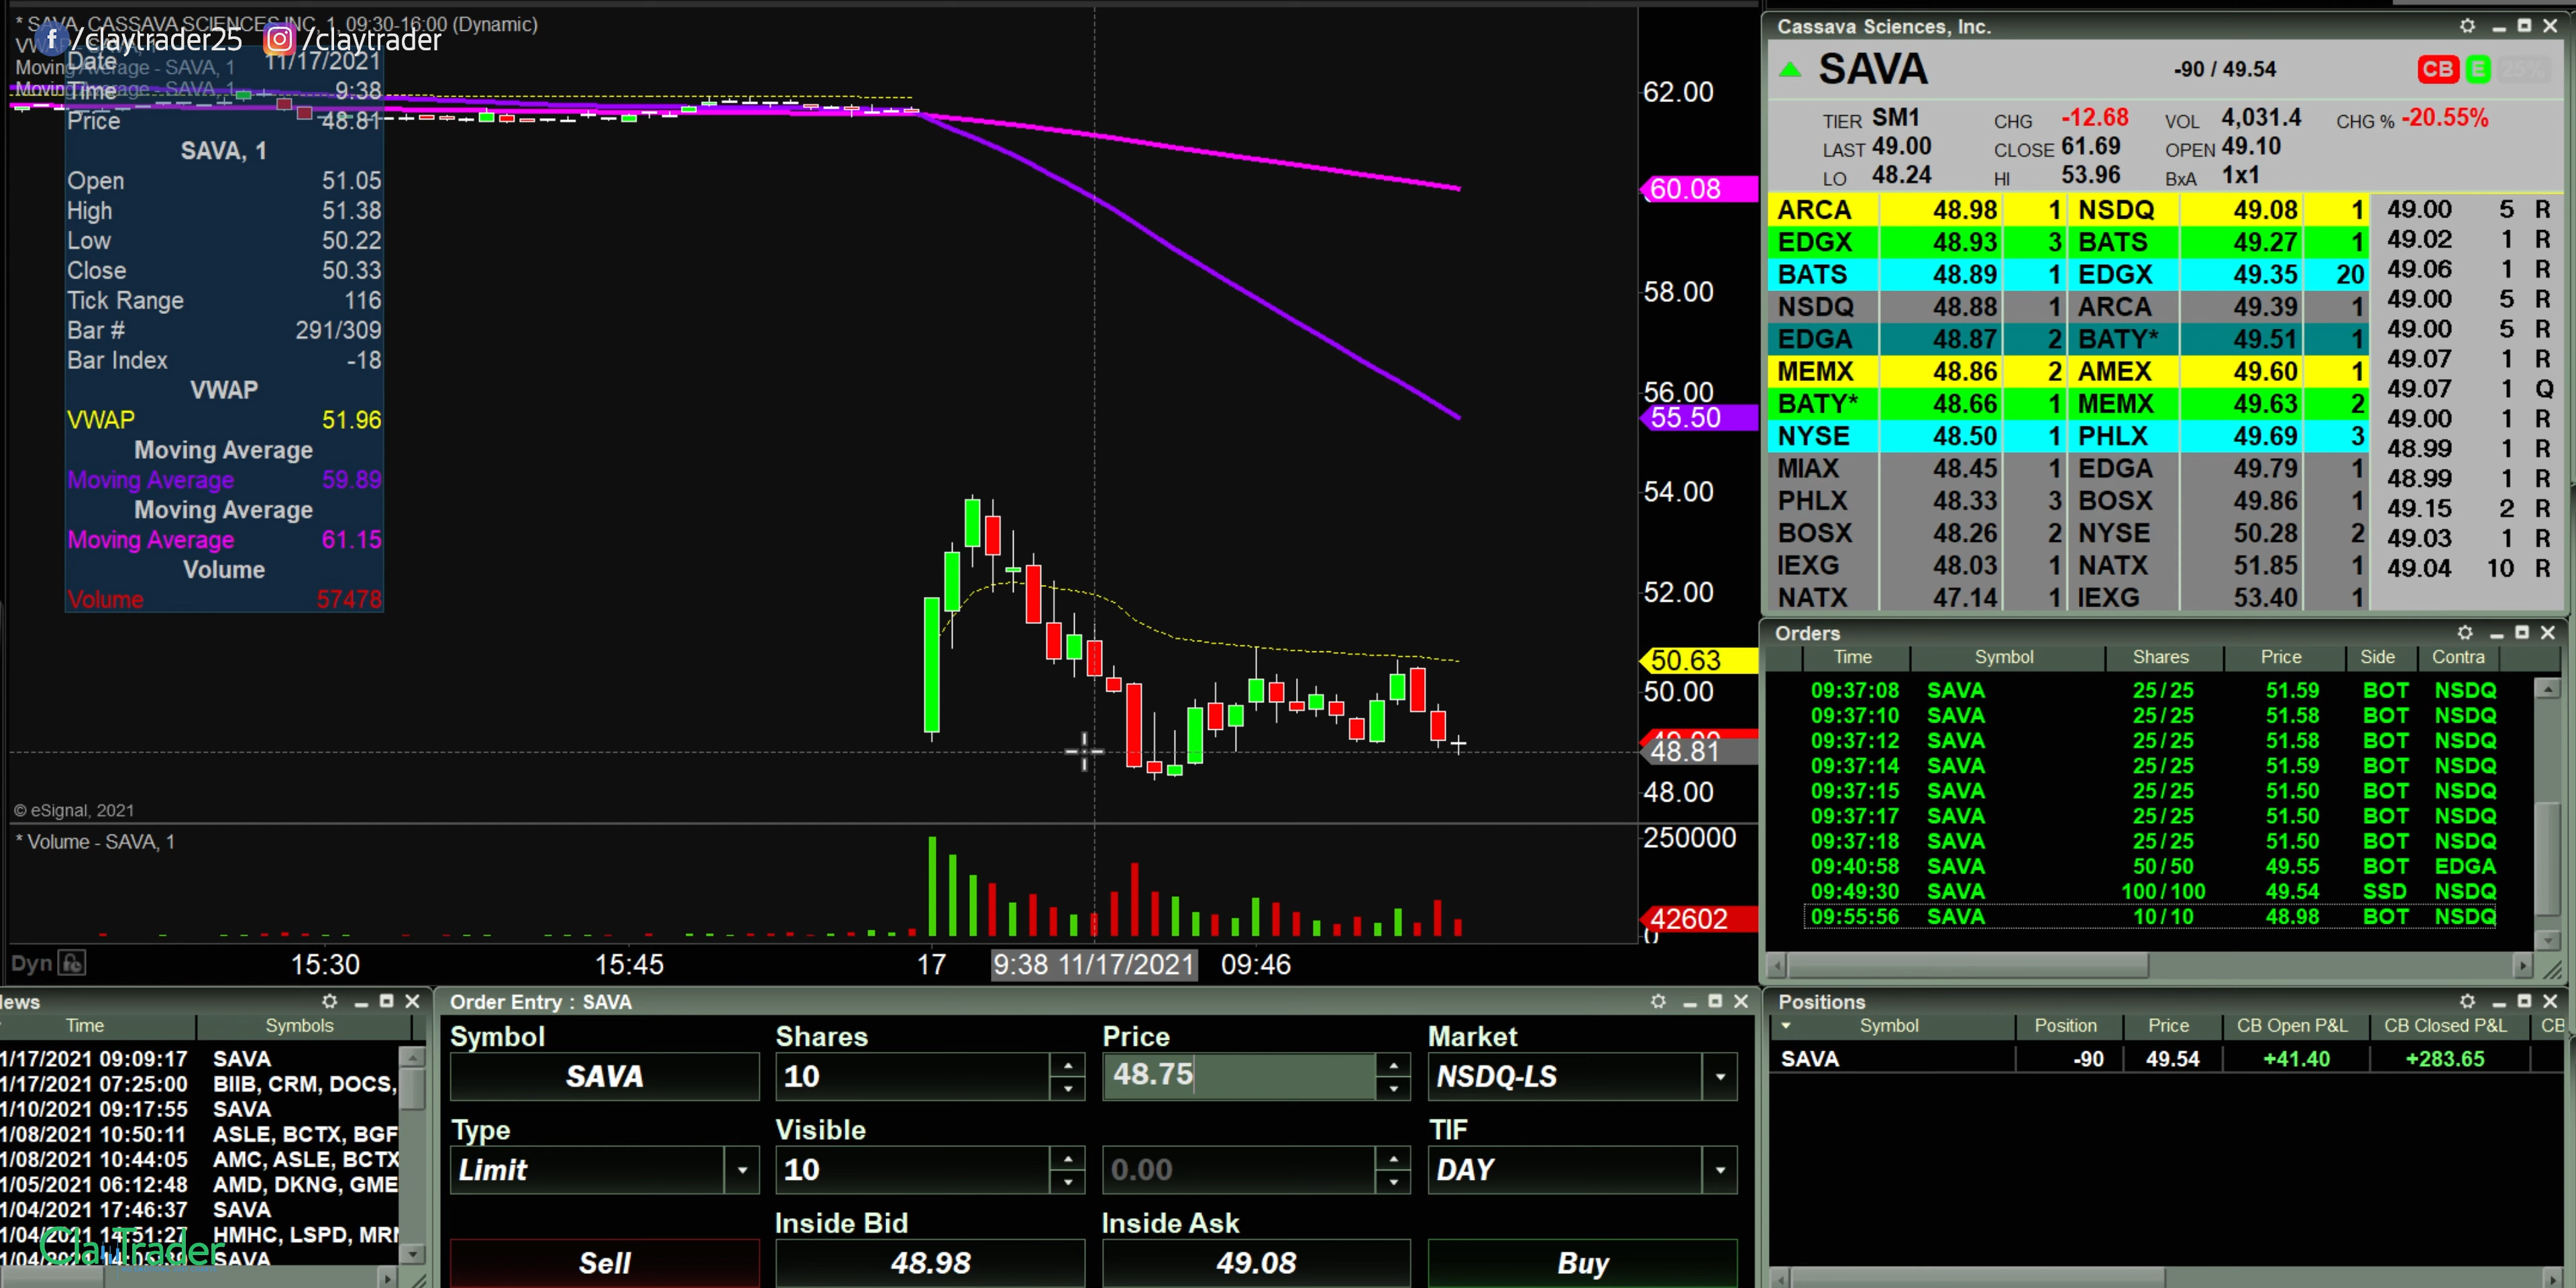 * SAVA, CASSAVA SCIENCES INC, 1, 09:30-16:00 (Dynamic)
/claytrader25 /claytrader
Moving Average - SAVA, 1
Moving Average - SAVA, 1
Date 11/17/2021
Time 9:38
Price 48.81
SAVA, 1
Open 51.05
High 51.38
Low 50.22
Close 50.33
Tick Range 116
Bar # 291/309
Bar Index -18
VWAP
VWAP 51.96
Moving Average
Moving Average 59.89
Moving Average
Moving Average 61.15
Volume
Volume 57478
62.00
60.08
58.00
56.00
55.50
54.00
52.00
50.63
50.00
48.81
48.00
© eSignal, 2021
* Volume - SAVA, 1
250000
42602
0
Dyn
15:30 15:45 17 9:38 11/17/2021 09:46
Cassava Sciences, Inc.
SAVA -90 / 49.54 CB E 25%
TIER SM1 CHG -12.68 VOL 4,031.4 CHG % -20.55%
LAST 49.00 CLOSE 61.69 OPEN 49.10
LO 48.24 HI 53.96 BxA 1x1
ARCA 48.98 1 NSDQ 49.08 1
EDGX 48.93 3 BATS 49.27 1
BATS 48.89 1 EDGX 49.35 20
NSDQ 48.88 1 ARCA 49.39 1
EDGA 48.87 2 BATY* 49.51 1
MEMX 48.86 2 AMEX 49.60 1
BATY* 48.66 1 MEMX 49.63 2
NYSE 48.50 1 PHLX 49.69 3
MIAX 48.45 1 EDGA 49.79 1
PHLX 48.33 3 BOSX 49.86 1
BOSX 48.26 2 NYSE 50.28 2
IEXG 48.03 1 NATX 51.85 1
NATX 47.14 1 IEXG 53.40 1
49.00 5 R
49.02 1 R
49.06 1 R
49.00 5 R
49.00 5 R
49.07 1 R
49.07 1 Q
49.00 1 R
48.99 1 R
48.99 1 R
49.15 2 R
49.03 1 R
49.04 10 R
Orders
Time Symbol Shares Price Side Contra
09:37:08 SAVA 25/25 51.59 BOT NSDQ
09:37:10 SAVA 25/25 51.58 BOT NSDQ
09:37:12 SAVA 25/25 51.58 BOT NSDQ
09:37:14 SAVA 25/25 51.59 BOT NSDQ
09:37:15 SAVA 25/25 51.50 BOT NSDQ
09:37:17 SAVA 25/25 51.50 BOT NSDQ
09:37:18 SAVA 25/25 51.50 BOT NSDQ
09:40:58 SAVA 50/50 49.55 BOT EDGA
09:49:30 SAVA 100/100 49.54 SSD NSDQ
09:55:56 SAVA 10/10 48.98 BOT NSDQ
ews
Time Symbols
1/17/2021 09:09:17 SAVA
1/17/2021 07:25:00 BIIB, CRM, DOCS,
1/10/2021 09:17:55 SAVA
1/08/2021 10:50:11 ASLE, BCTX, BGF
1/08/2021 10:44:05 AMC, ASLE, BCTX
1/05/2021 06:12:48 AMD, DKNG, GME
1/04/2021 17:46:37 SAVA
1/04/2021 14:51:27 HMHC, LSPD, MRN
1/04/2021 SAVA
ClayTrader
Order Entry : SAVA
Symbol Shares Price Market
SAVA 10 48.75 NSDQ-LS
Type Visible TIF
Limit 10 0.00 DAY
Inside Bid Inside Ask
Sell 48.98 49.08 Buy
Positions
Symbol Position Price CB Open P&L CB Closed P&L CB
SAVA -90 49.54 +41.40 +283.65